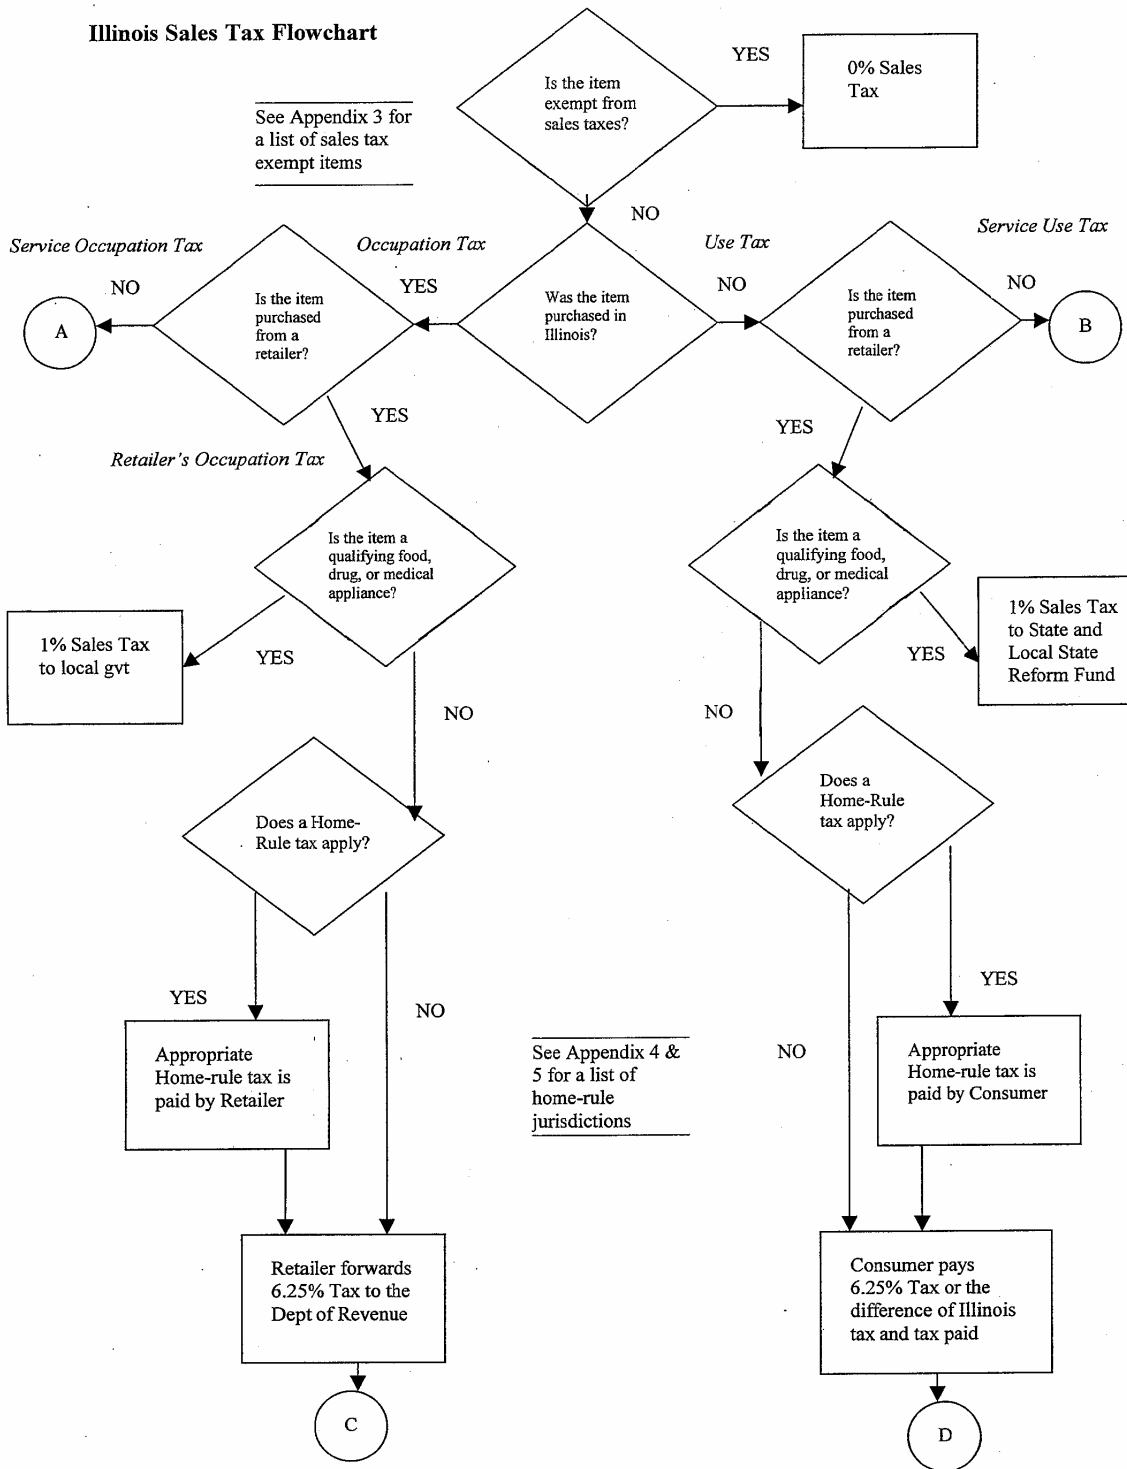 Illinois Sales Tax Flowchart
YES
0% Sales
Tax
Is the item
exempt from
sales taxes?
See Appendix 3 for
a list of sales tax
exempt items
NO
Service Occupation Tax
Occupation Tax
Use Tax
Service Use Tax
NO
YES
NO
NO
A
Is the item
purchased
from a
retailer?
Was the item
purchased in
Illinois?
Is the item
purchased
from a
retailer?
B
YES
YES
Retailer's Occupation Tax
Is the item a
qualifying food,
drug, or medical
appliance?
Is the item a
qualifying food,
drug, or medical
appliance?
1% Sales Tax
to local gvt
YES
YES
1% Sales Tax
to State and
Local State
Reform Fund
NO
NO
Does a Home-
Rule tax apply?
Does a
Home-Rule
tax apply?
YES
NO
YES
Appropriate
Home-rule tax is
paid by Retailer
See Appendix 4 &
5 for a list of
home-rule
jurisdictions
NO
Appropriate
Home-rule tax is
paid by Consumer
Retailer forwards
6.25% Tax to the
Dept of Revenue
Consumer pays
6.25% Tax or the
difference of Illinois
tax and tax paid
C
D